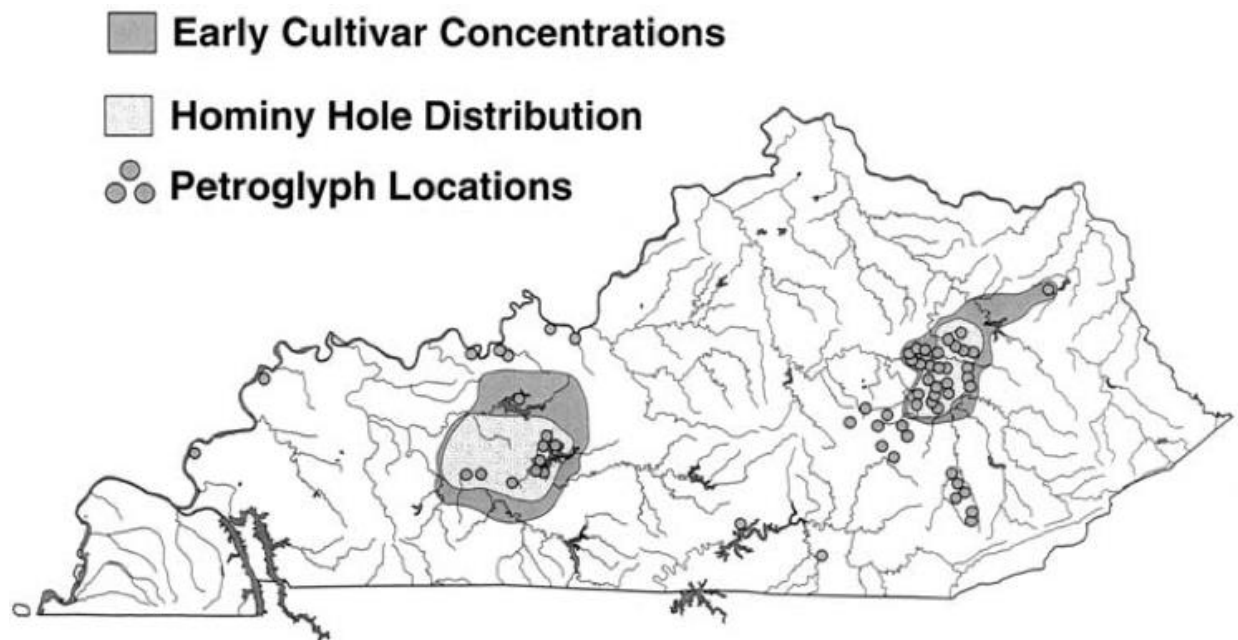 Early Cultivar Concentrations
Hominy Hole Distribution
Petroglyph Locations